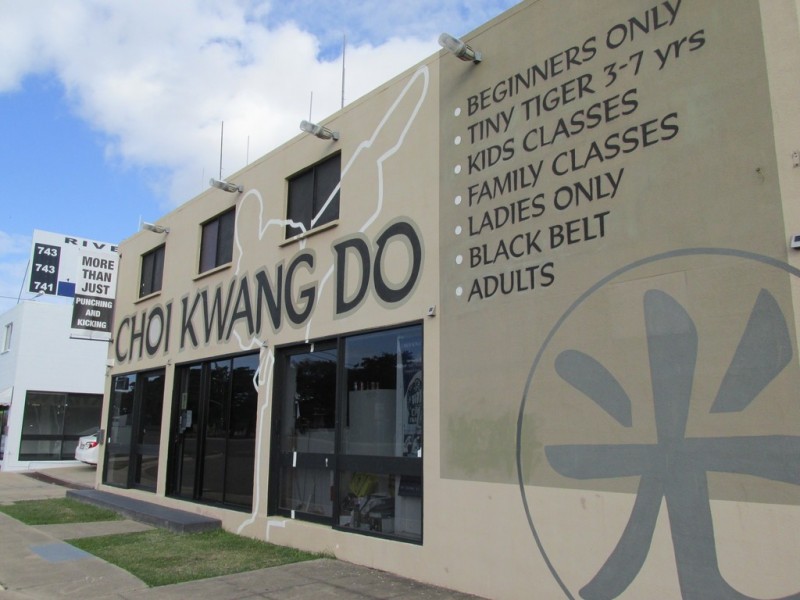 RIVE
743
743
741
MORE
THAN
JUST
PUNCHING
AND
KICKING
CHOI KWANG DO
• BEGINNERS ONLY
• TINY TIGER 3-7 yrs
• KIDS CLASSES
• FAMILY CLASSES
• LADIES ONLY
• BLACK BELT
• ADULTS
光